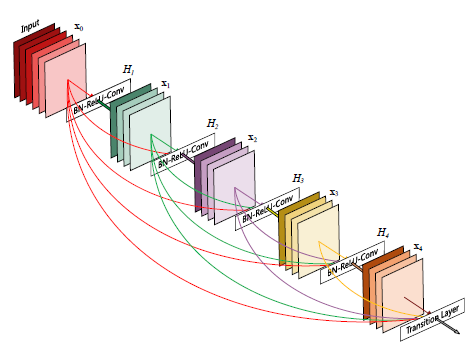 Input
x0
H1
BN-ReLU-Conv
x1
H2
BN-ReLU-Conv
x2
H3
BN-ReLU-Conv
x3
H4
BN-ReLU-Conv
x4
Transition Layer